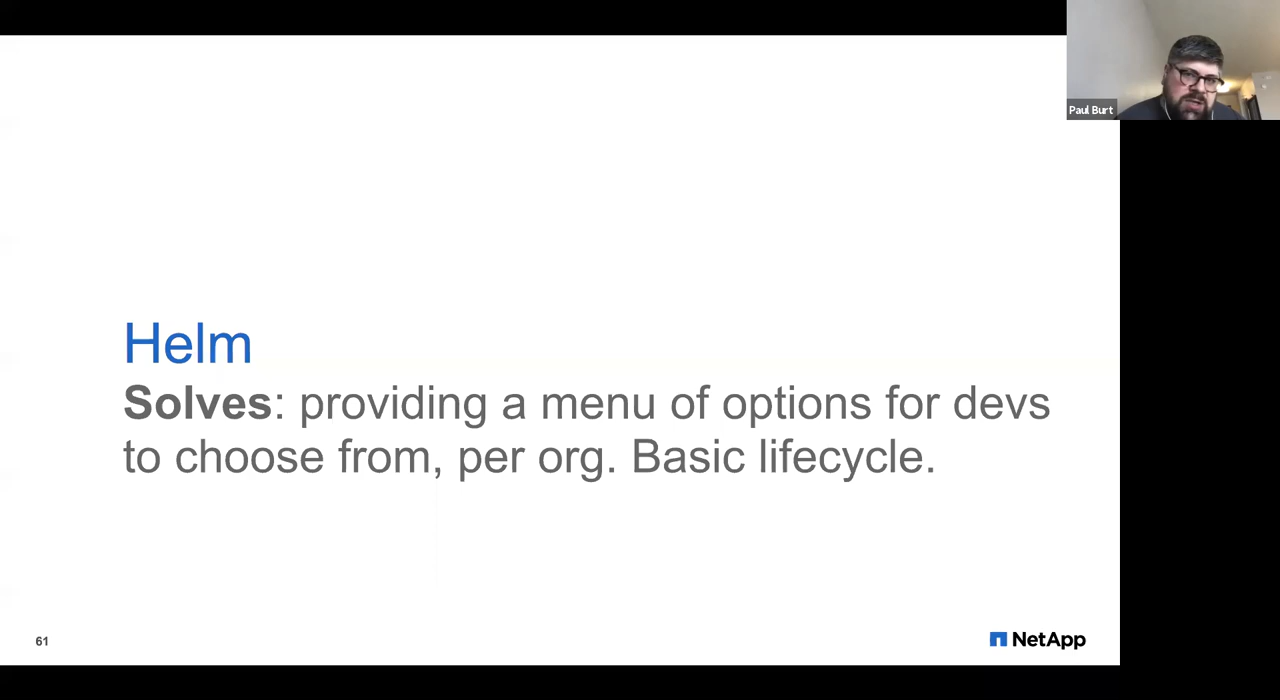 Paul Burt
Helm
Solves: providing a menu of options for devs
to choose from, per org. Basic lifecycle.
61
NetApp